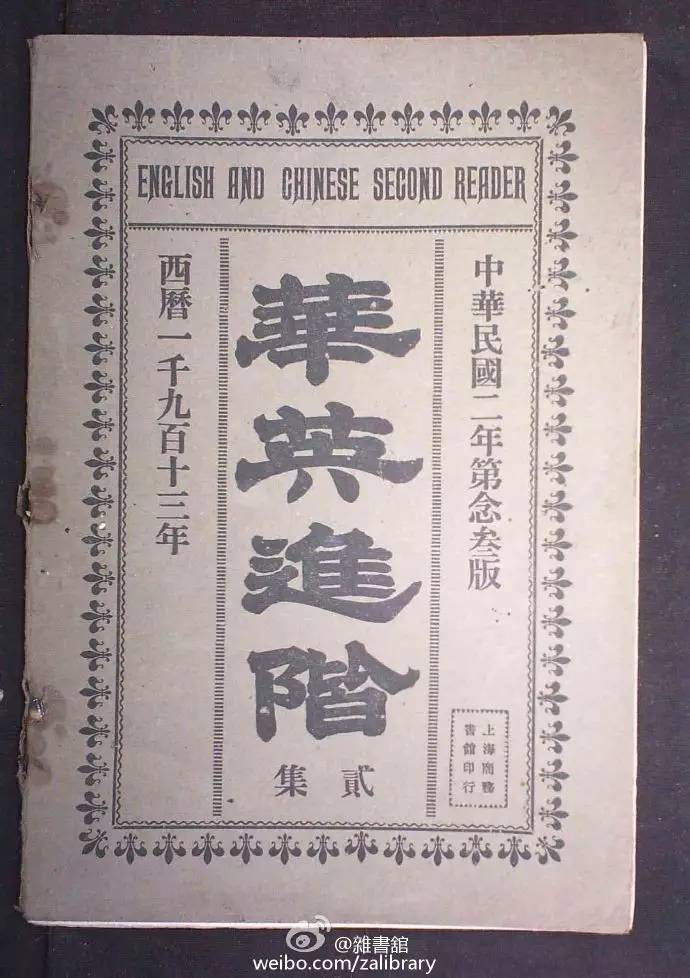 ENGLISH AND CHINESE SECOND READER
中華民國二年第念叁版
華英進階
貳集
西曆一千九百十三年
上海商務
書館印行
@雜書館
weibo.com/zalibrary